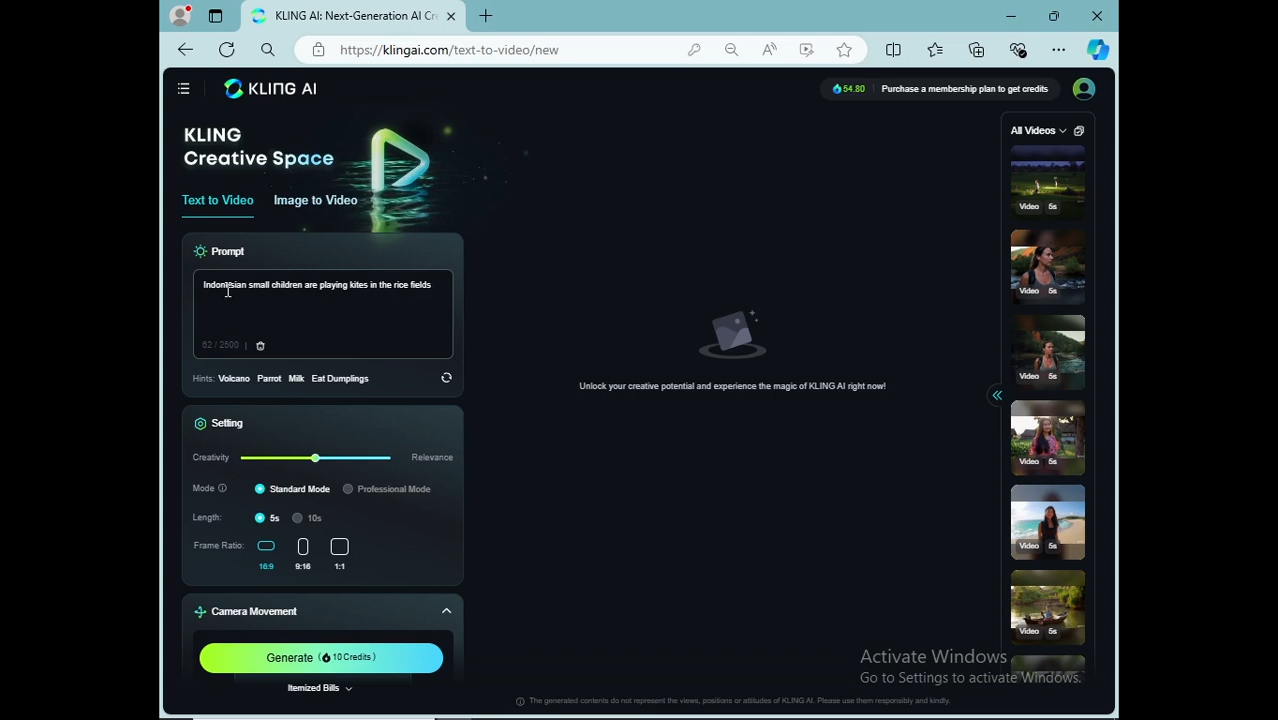 KLING AI: Next-Generation AI Cre
https://klingai.com/text-to-video/new
KLING AI
54.80
Purchase a membership plan to get credits
KLING
Creative Space
Text to Video
Image to Video
Prompt
Indonesian small children are playing kites in the rice fields
62 / 2500
Hints: Volcano Parrot Milk Eat Dumplings
Setting
Creativity
Relevance
Mode
Standard Mode
Professional Mode
Length:
5s
10s
Frame Ratio:
16:9
9:16
1:1
Camera Movement
Generate ( 10 Credits )
Itemized Bills
Unlock your creative potential and experience the magic of KLING AI right now!
All Videos
Video 5s
Video 5s
Video 5s
Video 5s
Video 5s
Video 5s
Activate Windows
Go to Settings to activate Windows.
The generated contents do not represent the views, positions or attitudes of KLING AI. Please use them responsibly and kindly.